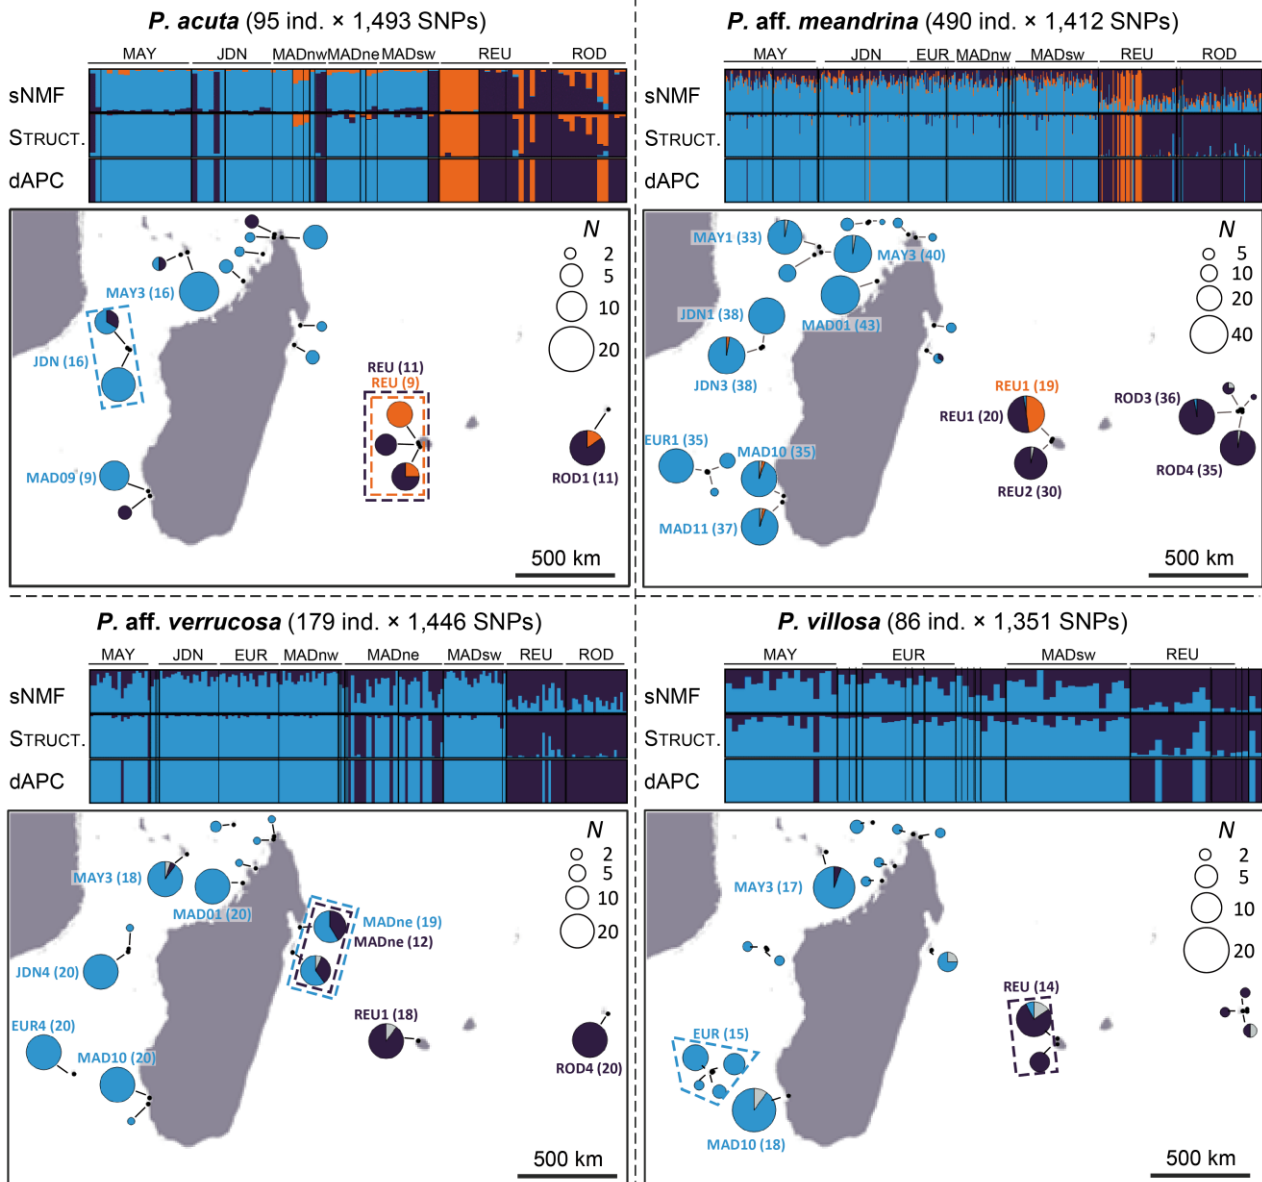 P. acuta (95 ind. × 1,493 SNPs)
MAY JDN MADnw MADne MADsw REU ROD
sNMF
STRUCT.
dAPC
N
2
5
10
20
MAY3 (16)
JDN (16)
REU (11)
REU (9)
MAD09 (9)
ROD1 (11)
500 km
P. aff. meandrina (490 ind. × 1,412 SNPs)
MAY JDN EUR MADnw MADsw REU ROD
sNMF
STRUCT.
dAPC
N
5
10
20
40
MAY1 (33)
MAY3 (40)
JDN1 (38)
MAD01 (43)
JDN3 (38)
REU1 (19)
REU1 (20)
ROD3 (36)
EUR1 (35)
MAD10 (35)
ROD4 (35)
REU2 (30)
MAD11 (37)
500 km
P. aff. verrucosa (179 ind. × 1,446 SNPs)
MAY JDN EUR MADnw MADne MADsw REU ROD
sNMF
STRUCT.
dAPC
N
2
5
10
20
MAY3 (18)
MAD01 (20)
MADne (19)
MADne (12)
JDN4 (20)
REU1 (18)
EUR4 (20)
MAD10 (20)
ROD4 (20)
500 km
P. villosa (86 ind. × 1,351 SNPs)
MAY EUR MADsw REU
sNMF
STRUCT.
dAPC
N
2
5
10
20
MAY3 (17)
REU (14)
EUR (15)
MAD10 (18)
500 km